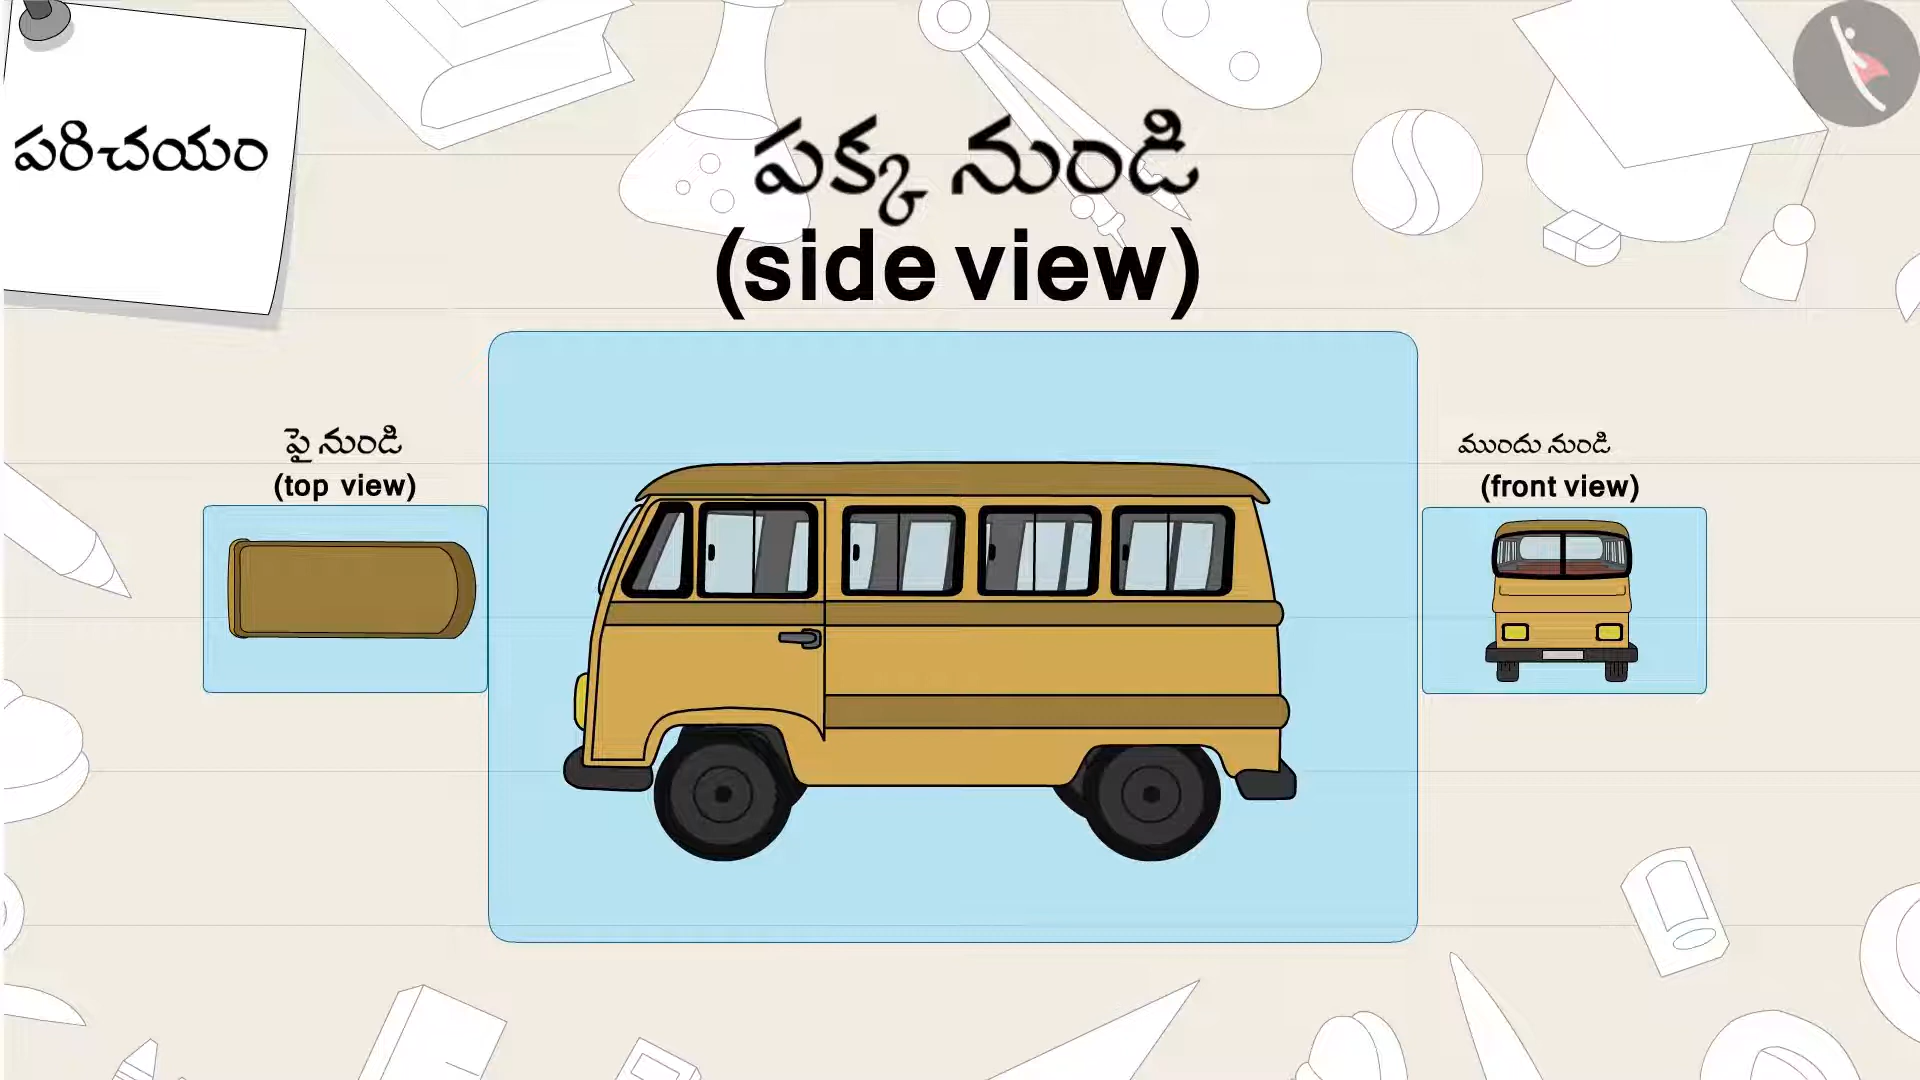 పరిచయం
పక్క నుండి
(side view)
పై నుండి
(top view)
ముందు నుండి
(front view)